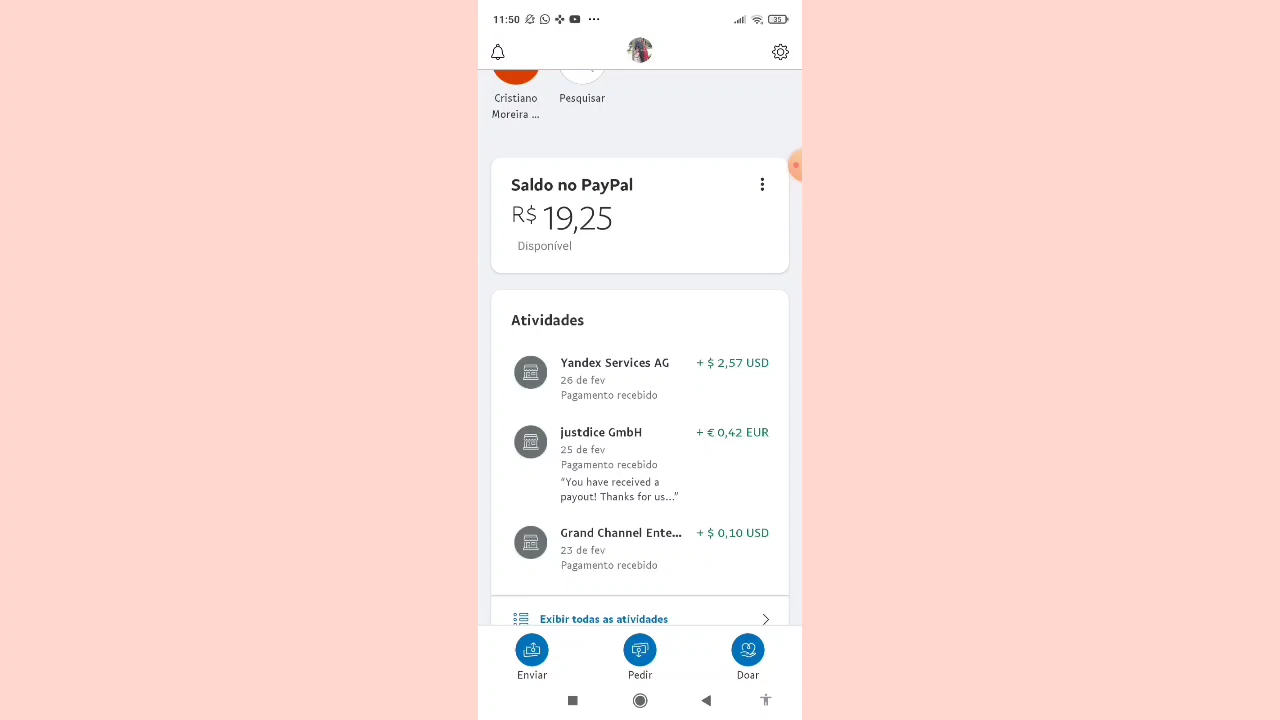 11:50
35
Cristiano
Moreira ...
Pesquisar
Saldo no PayPal
R$ 19,25
Disponível
Atividades
Yandex Services AG
+ $ 2,57 USD
26 de fev
Pagamento recebido
justdice GmbH
+ € 0,42 EUR
25 de fev
Pagamento recebido
“You have received a
payout! Thanks for us...”
Grand Channel Ente...
+ $ 0,10 USD
23 de fev
Pagamento recebido
Exibir todas as atividades
Enviar
Pedir
Doar